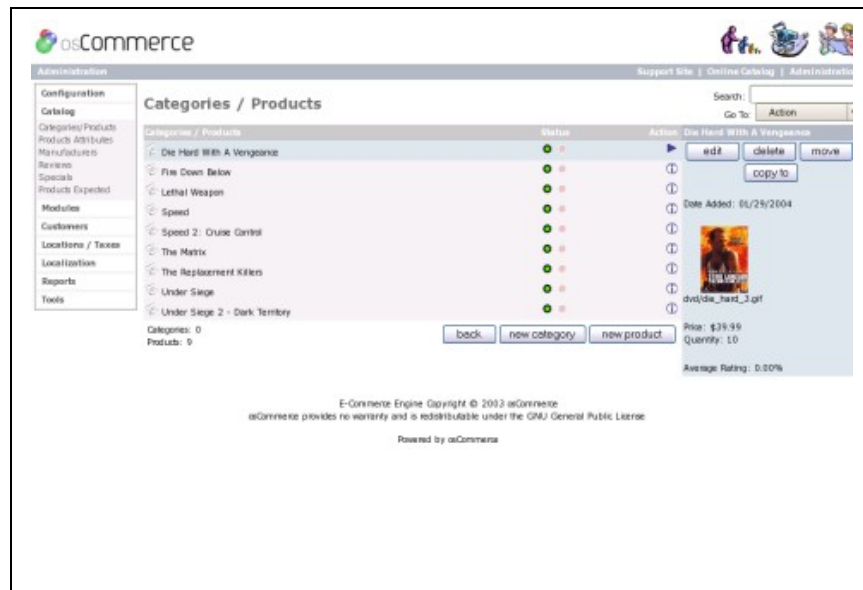 osCommerce
Administration
Support Site | Online Catalog | Administratio
Configuration
Catalog
Categories/Products
Products Attributes
Manufacturers
Reviews
Specials
Products Expected
Modules
Customers
Locations / Taxes
Localization
Reports
Tools
Categories / Products
Search:
Go To: Action
Categories / Products Status Action
Die Hard With A Vengeance
Fire Down Below
Lethal Weapon
Speed
Speed 2: Cruise Control
The Matrix
The Replacement Killers
Under Siege
Under Siege 2 - Dark Territory
Categories: 0
Products: 9
back new category new product
Die Hard With A Vengeance
edit delete move
copy to
Date Added: 01/29/2004
dvd/die_hard_3.gif
Price: $39.99
Quantity: 10
Average Rating: 0.00%
E-Commerce Engine Copyright © 2003 osCommerce
osCommerce provides no warranty and is redistributable under the GNU General Public License
Powered by osCommerce